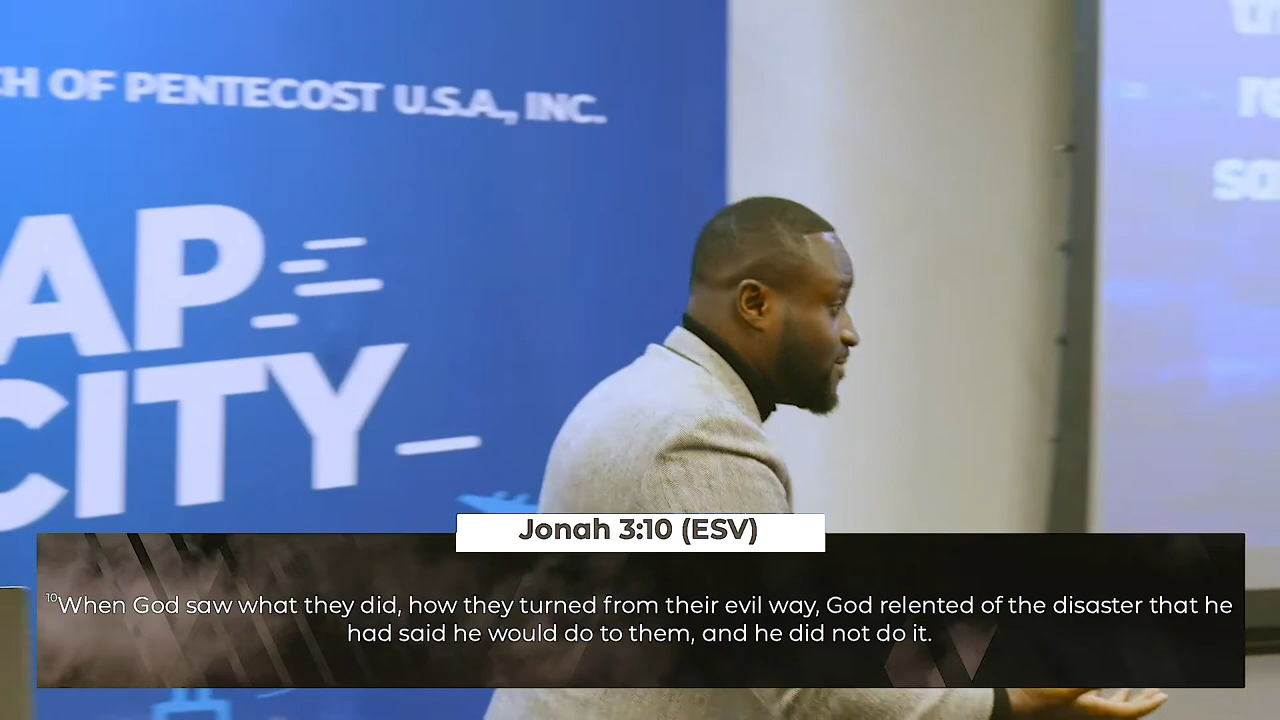 CH OF PENTECOST U.S.A., INC.
AP
CITY
re
Jonah 3:10 (ESV)
10When God saw what they did, how they turned from their evil way, God relented of the disaster that he
had said he would do to them, and he did not do it.